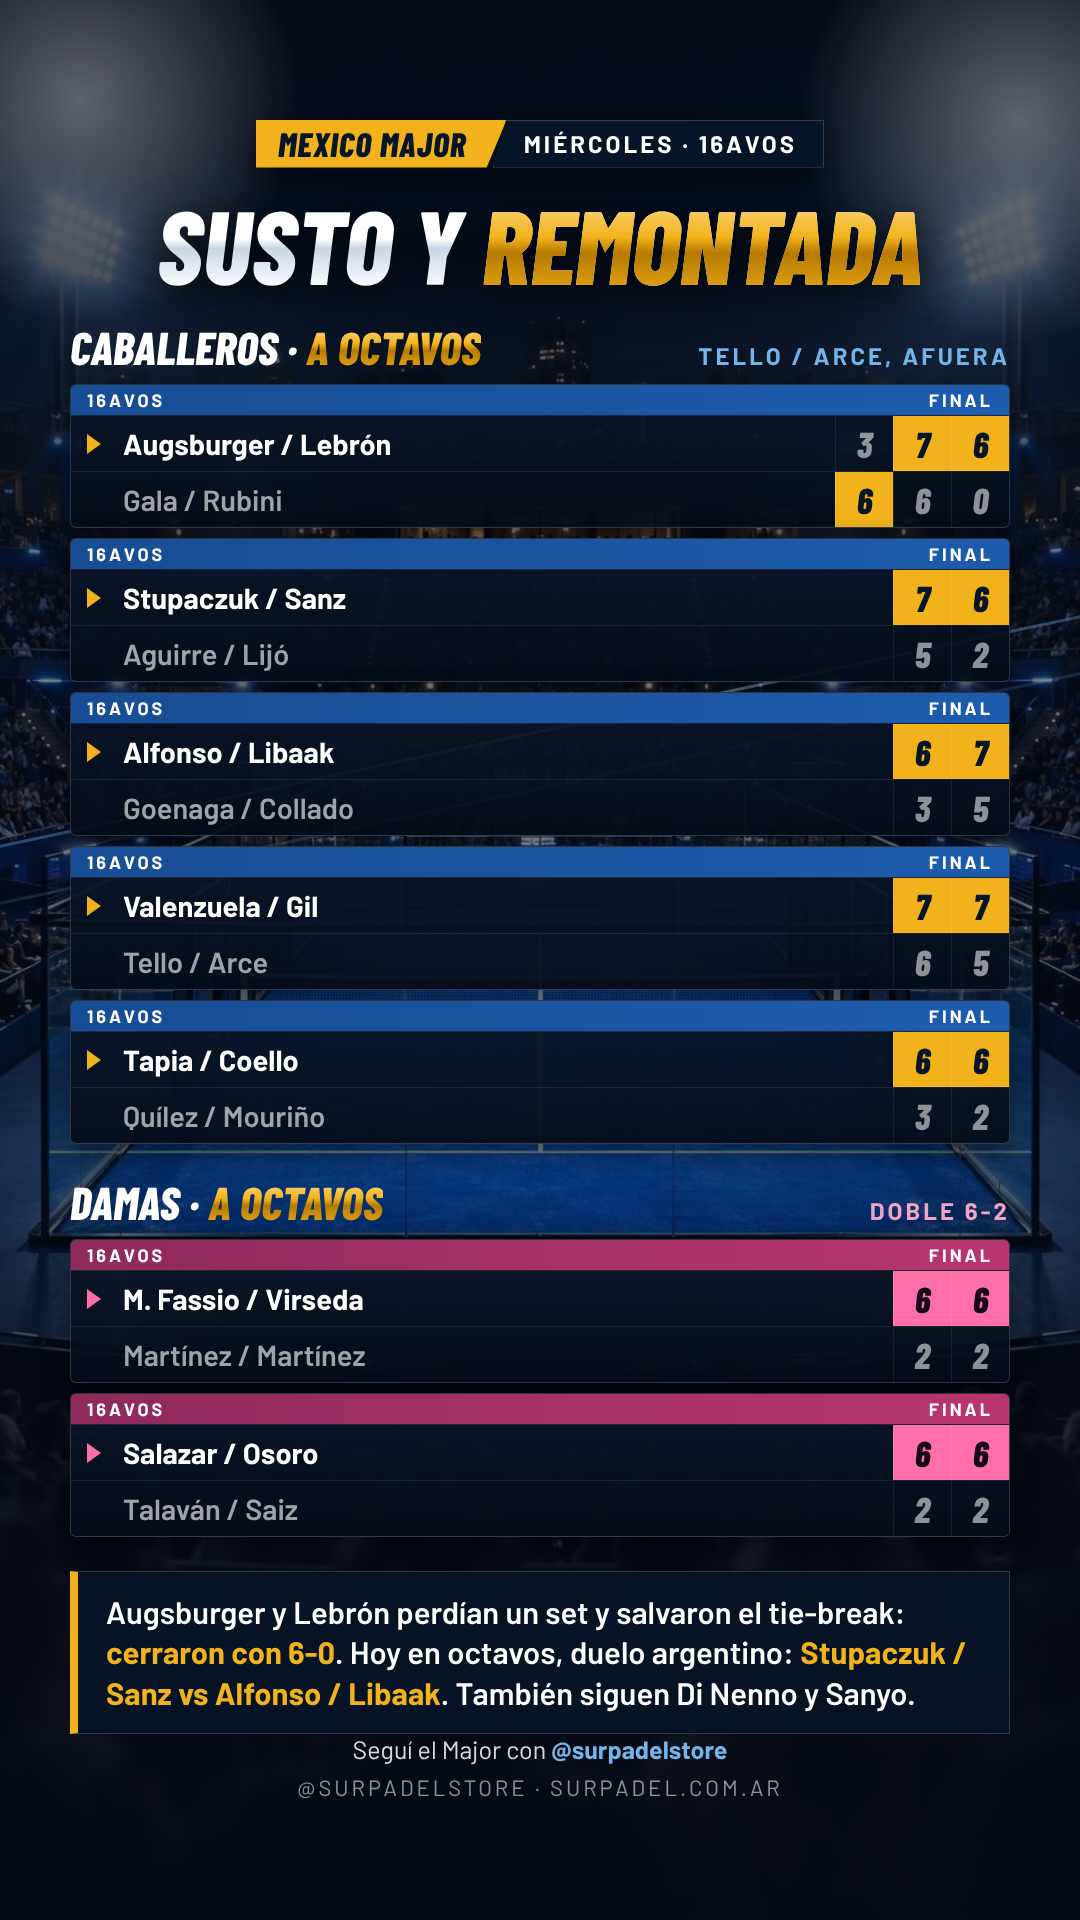 MEXICO MAJOR MIÉRCOLES · 16AVOS
SUSTO Y REMONTADA
CABALLEROS · A OCTAVOS TELLO / ARCE, AFUERA
16AVOS FINAL
Augsburger / Lebrón 3 7 6
Gala / Rubini 6 6 0
16AVOS FINAL
Stupaczuk / Sanz 7 6
Aguirre / Lijó 5 2
16AVOS FINAL
Alfonso / Libaak 6 7
Goenaga / Collado 3 5
16AVOS FINAL
Valenzuela / Gil 7 7
Tello / Arce 6 5
16AVOS FINAL
Tapia / Coello 6 6
Quílez / Mouriño 3 2
DAMAS · A OCTAVOS DOBLE 6-2
16AVOS FINAL
M. Fassio / Virseda 6 6
Martínez / Martínez 2 2
16AVOS FINAL
Salazar / Osoro 6 6
Talaván / Saiz 2 2
Augsburger y Lebrón perdían un set y salvaron el tie-break:
cerraron con 6-0. Hoy en octavos, duelo argentino: Stupaczuk /
Sanz vs Alfonso / Libaak. También siguen Di Nenno y Sanyo.
Seguí el Major con @surpadelstore
@SURPADELSTORE · SURPADEL.COM.AR